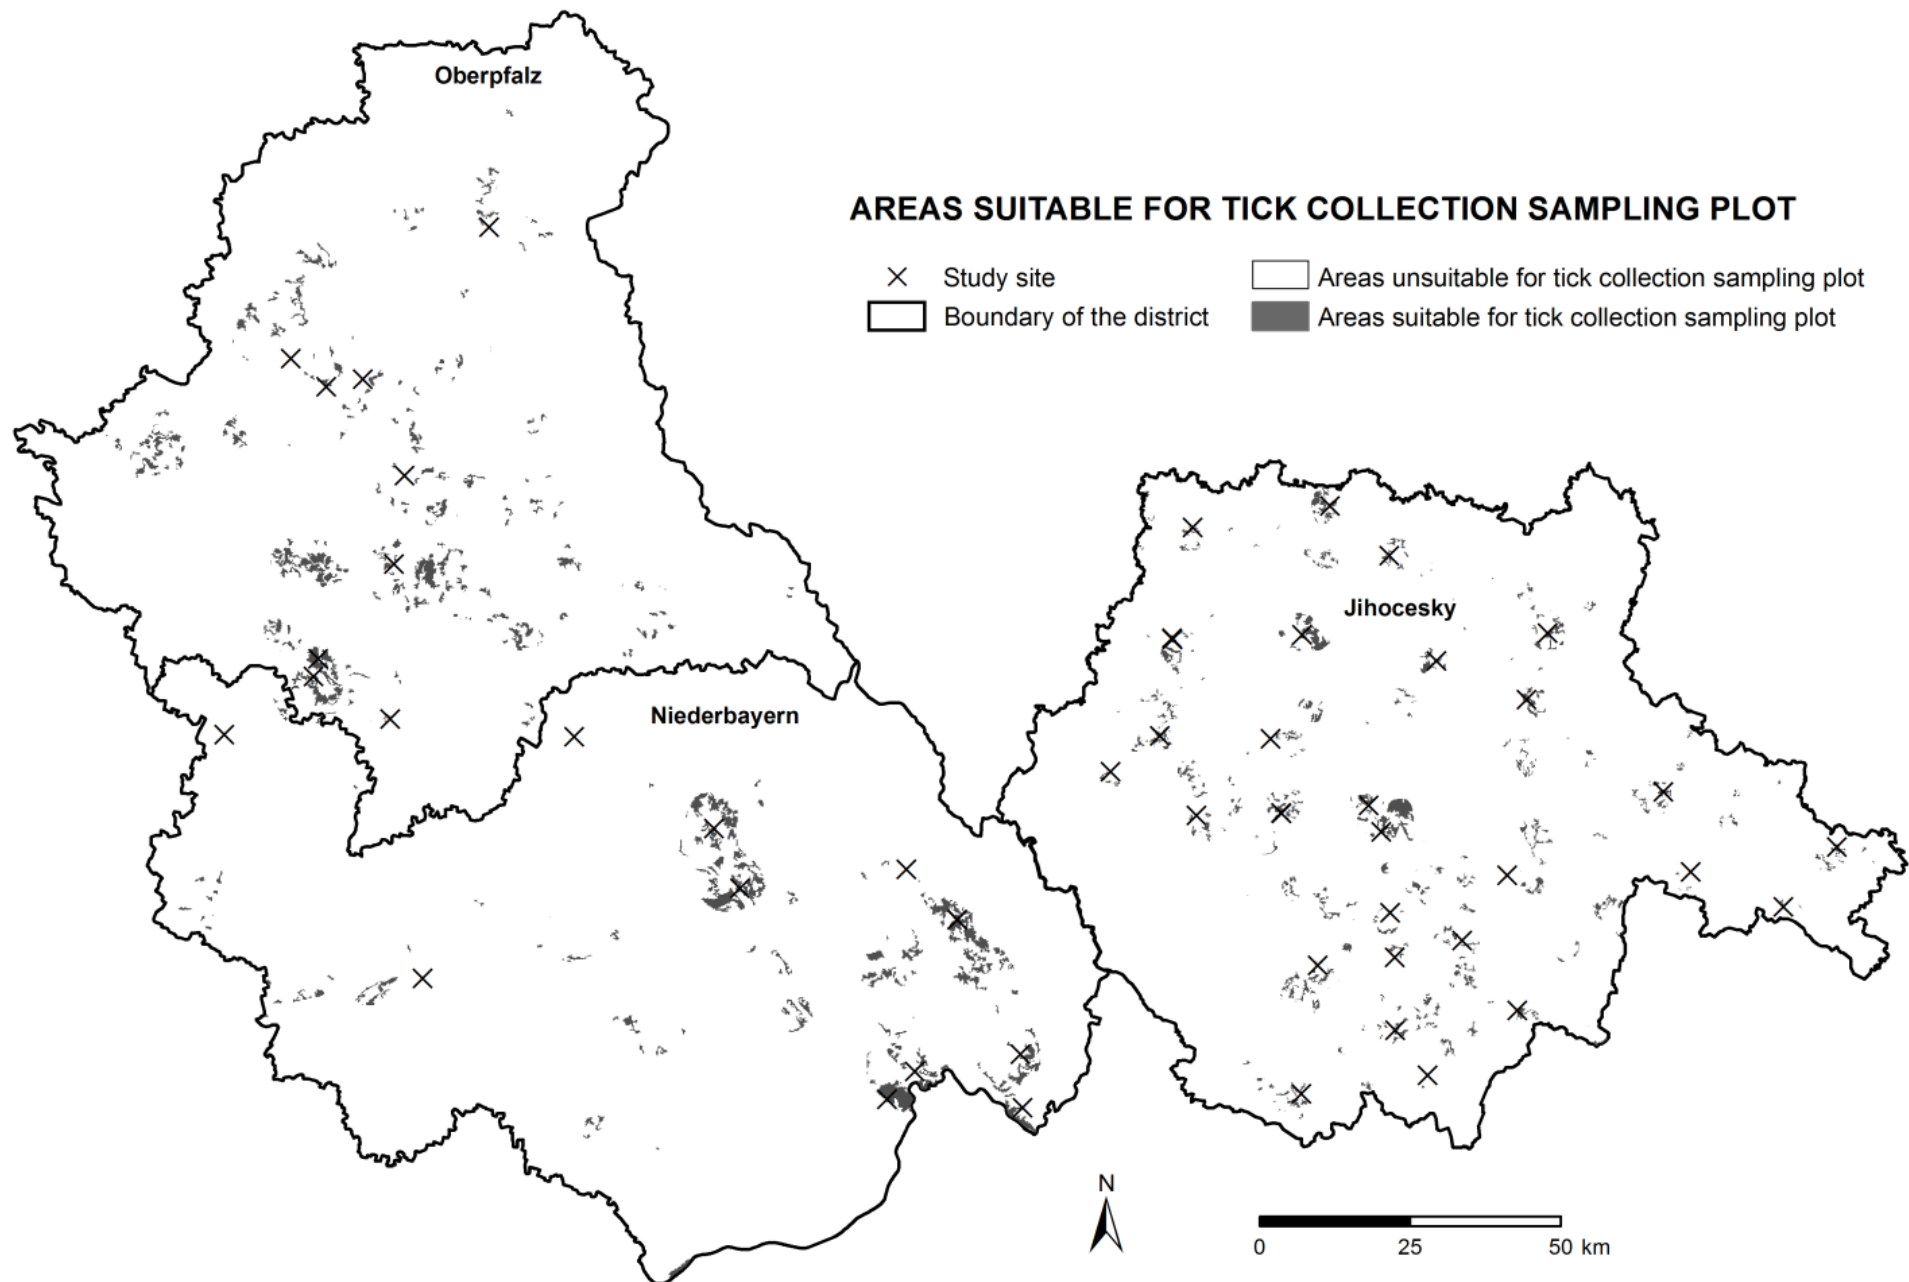 Oberpfalz
AREAS SUITABLE FOR TICK COLLECTION SAMPLING PLOT
Study site
Areas unsuitable for tick collection sampling plot
Boundary of the district
Areas suitable for tick collection sampling plot
Jihocesky
Niederbayern
N
0 25 50 km